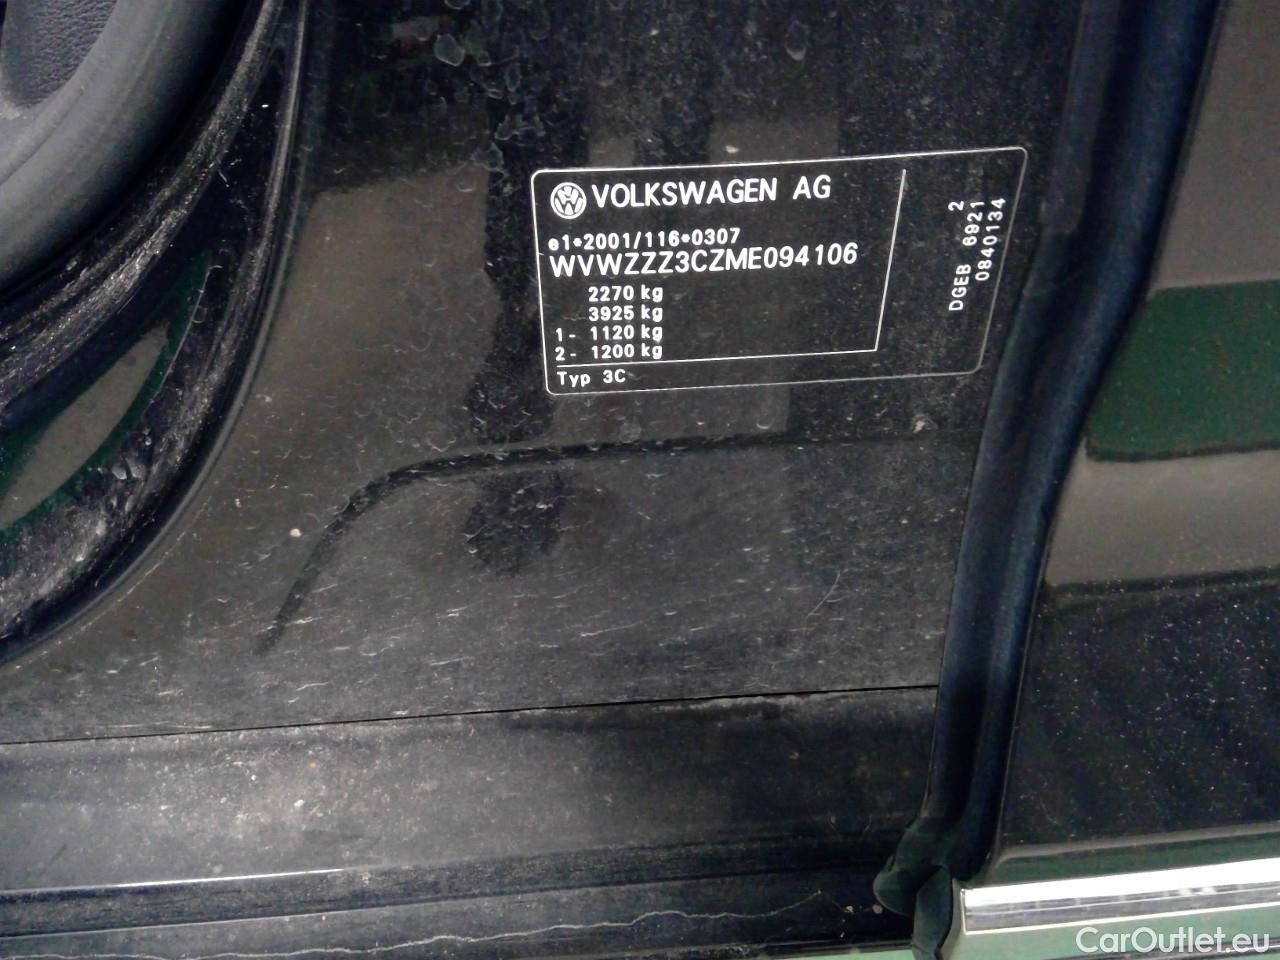 VOLKSWAGEN AG
e1*2001/116*0307
WVWZZZ3CZME094106
2270 kg
3925 kg
1- 1120 kg
2- 1200 kg
Typ 3C
2
DGEB 6921
0840134
CarOutlet.eu